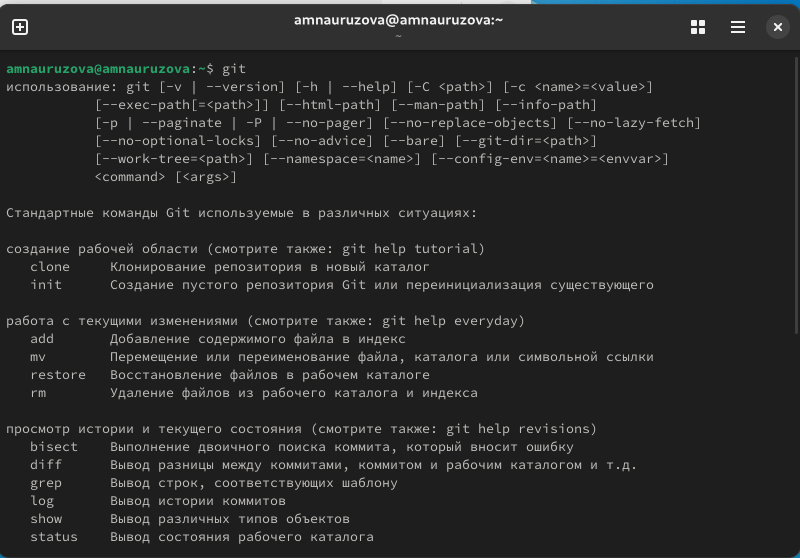 amnauruzova@amnauruzova:~
~
amnauruzova@amnauruzova:~$ git
использование: git [-v | --version] [-h | --help] [-C <path>] [-c <name>=<value>]
[--exec-path[=<path>]] [--html-path] [--man-path] [--info-path]
[-p | --paginate | -P | --no-pager] [--no-replace-objects] [--no-lazy-fetch]
[--no-optional-locks] [--no-advice] [--bare] [--git-dir=<path>]
[--work-tree=<path>] [--namespace=<name>] [--config-env=<name>=<envvar>]
<command> [<args>]
Стандартные команды Git используемые в различных ситуациях:
создание рабочей области (смотрите также: git help tutorial)
clone Клонирование репозитория в новый каталог
init Создание пустого репозитория Git или переинициализация существующего
работа с текущими изменениями (смотрите также: git help everyday)
add Добавление содержимого файла в индекс
mv Перемещение или переименование файла, каталога или символьной ссылки
restore Восстановление файлов в рабочем каталоге
rm Удаление файлов из рабочего каталога и индекса
просмотр истории и текущего состояния (смотрите также: git help revisions)
bisect Выполнение двоичного поиска коммита, который вносит ошибку
diff Вывод разницы между коммитами, коммитом и рабочим каталогом и т.д.
grep Вывод строк, соответствующих шаблону
log Вывод истории коммитов
show Вывод различных типов объектов
status Вывод состояния рабочего каталога